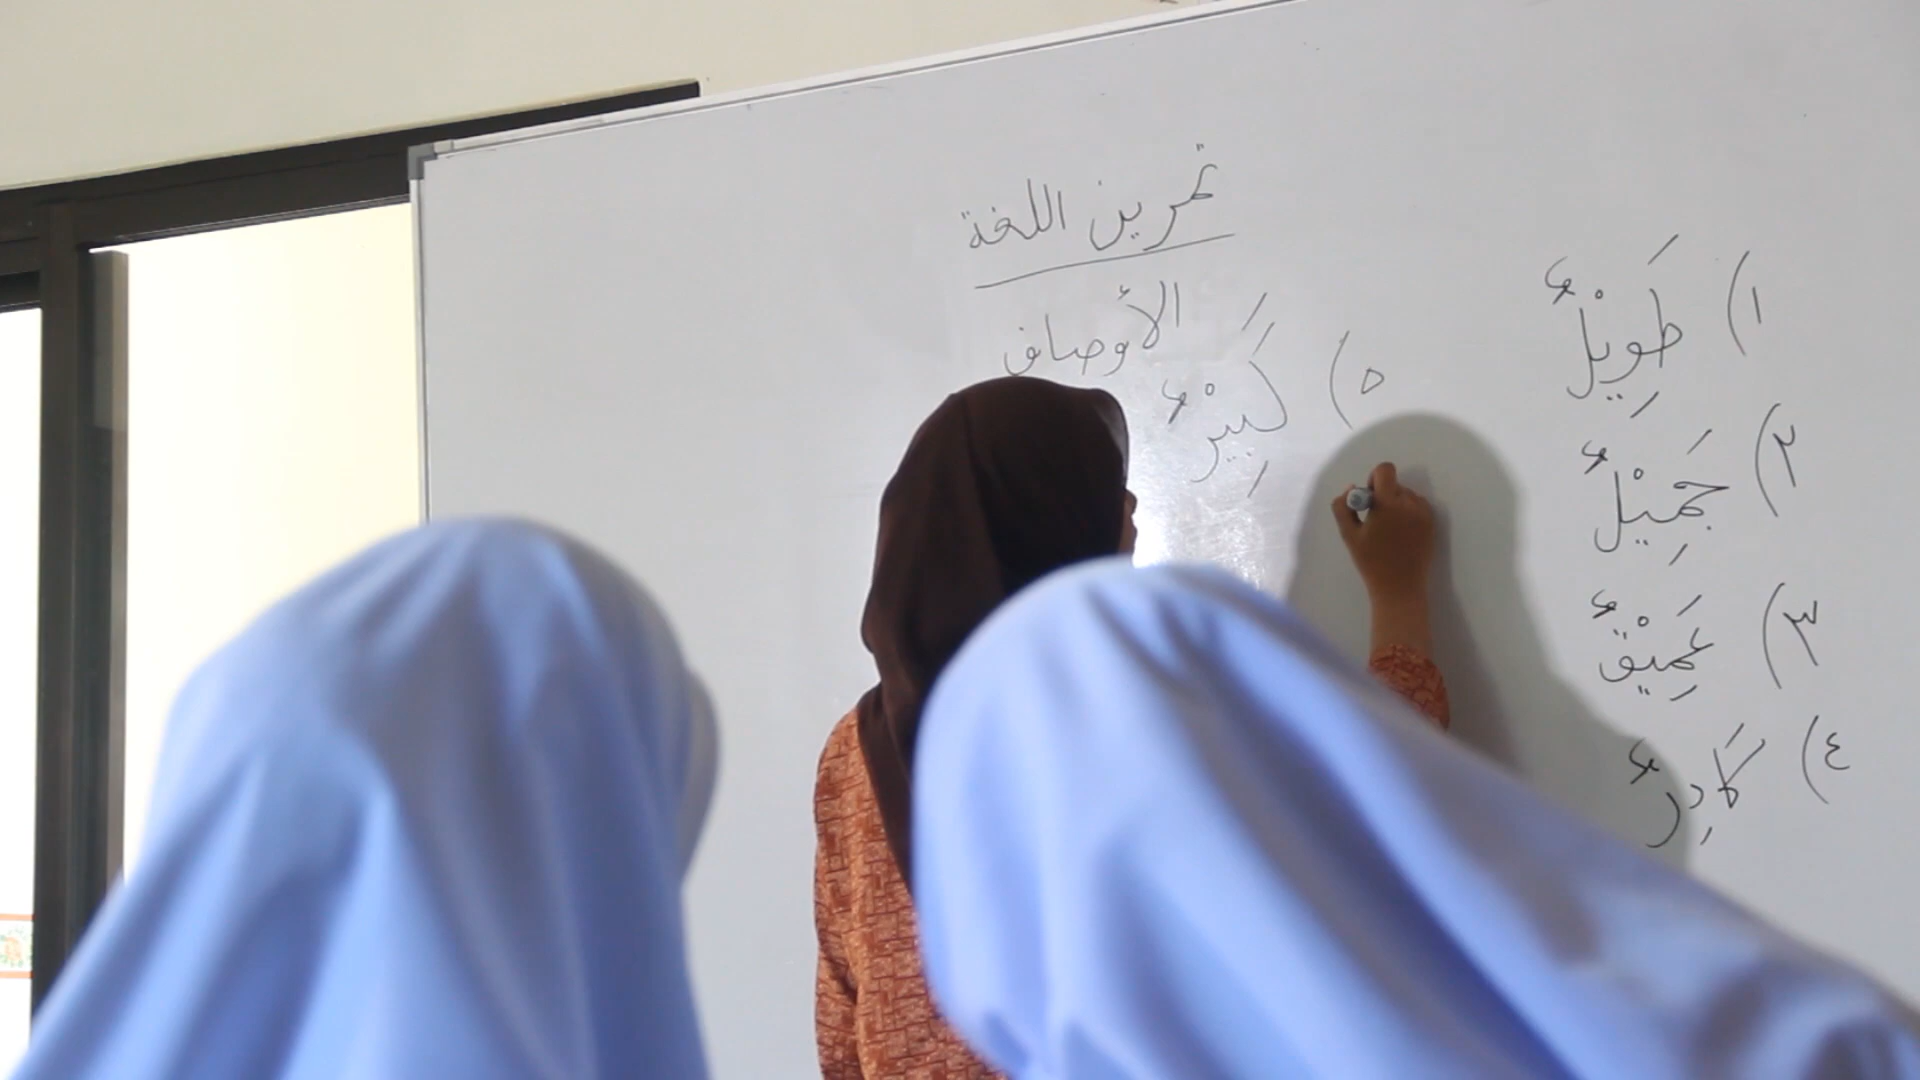 تمرين اللغة
الأوصاف
١) طَوِيْلٌ
٢) جَمِيْلٌ
٣) عَمِيْقٌ
٤) كَادِرٌ
٥) كَبِيْرٌ